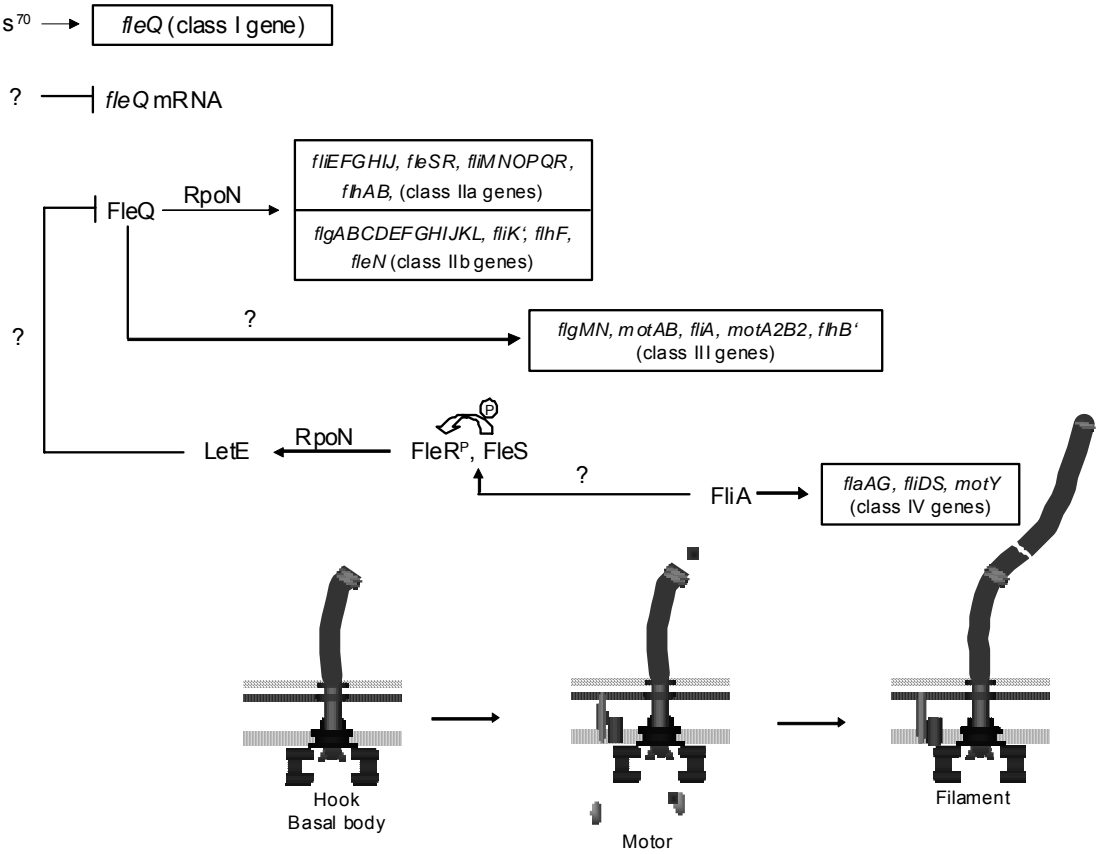 s70 fleQ (class I gene)
? fleQ mRNA
fliEFGHIJ, fleSR, fliMNOPQR,
flhAB, (class IIa genes)
RpoN
FleQ
flgABCDEFGHIJKL, fliK‘, flhF,
fleN (class IIb genes)
?
?
flgMN, motAB, fliA, motA2B2, flhB‘
(class III genes)
P
RpoN
LetE
FleRP, FleS
?
FliA
flaAG, fliDS, motY
(class IV genes)
Hook
Basal body
Motor
Filament